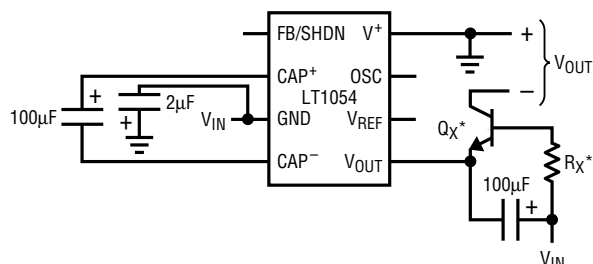 FB/SHDN V+
+
CAP+ OSC
VOUT
+ 2µF LT1054
−
100µF
+ VIN GND VREF
QX*
CAP− VOUT
RX*
100µF
+
VIN